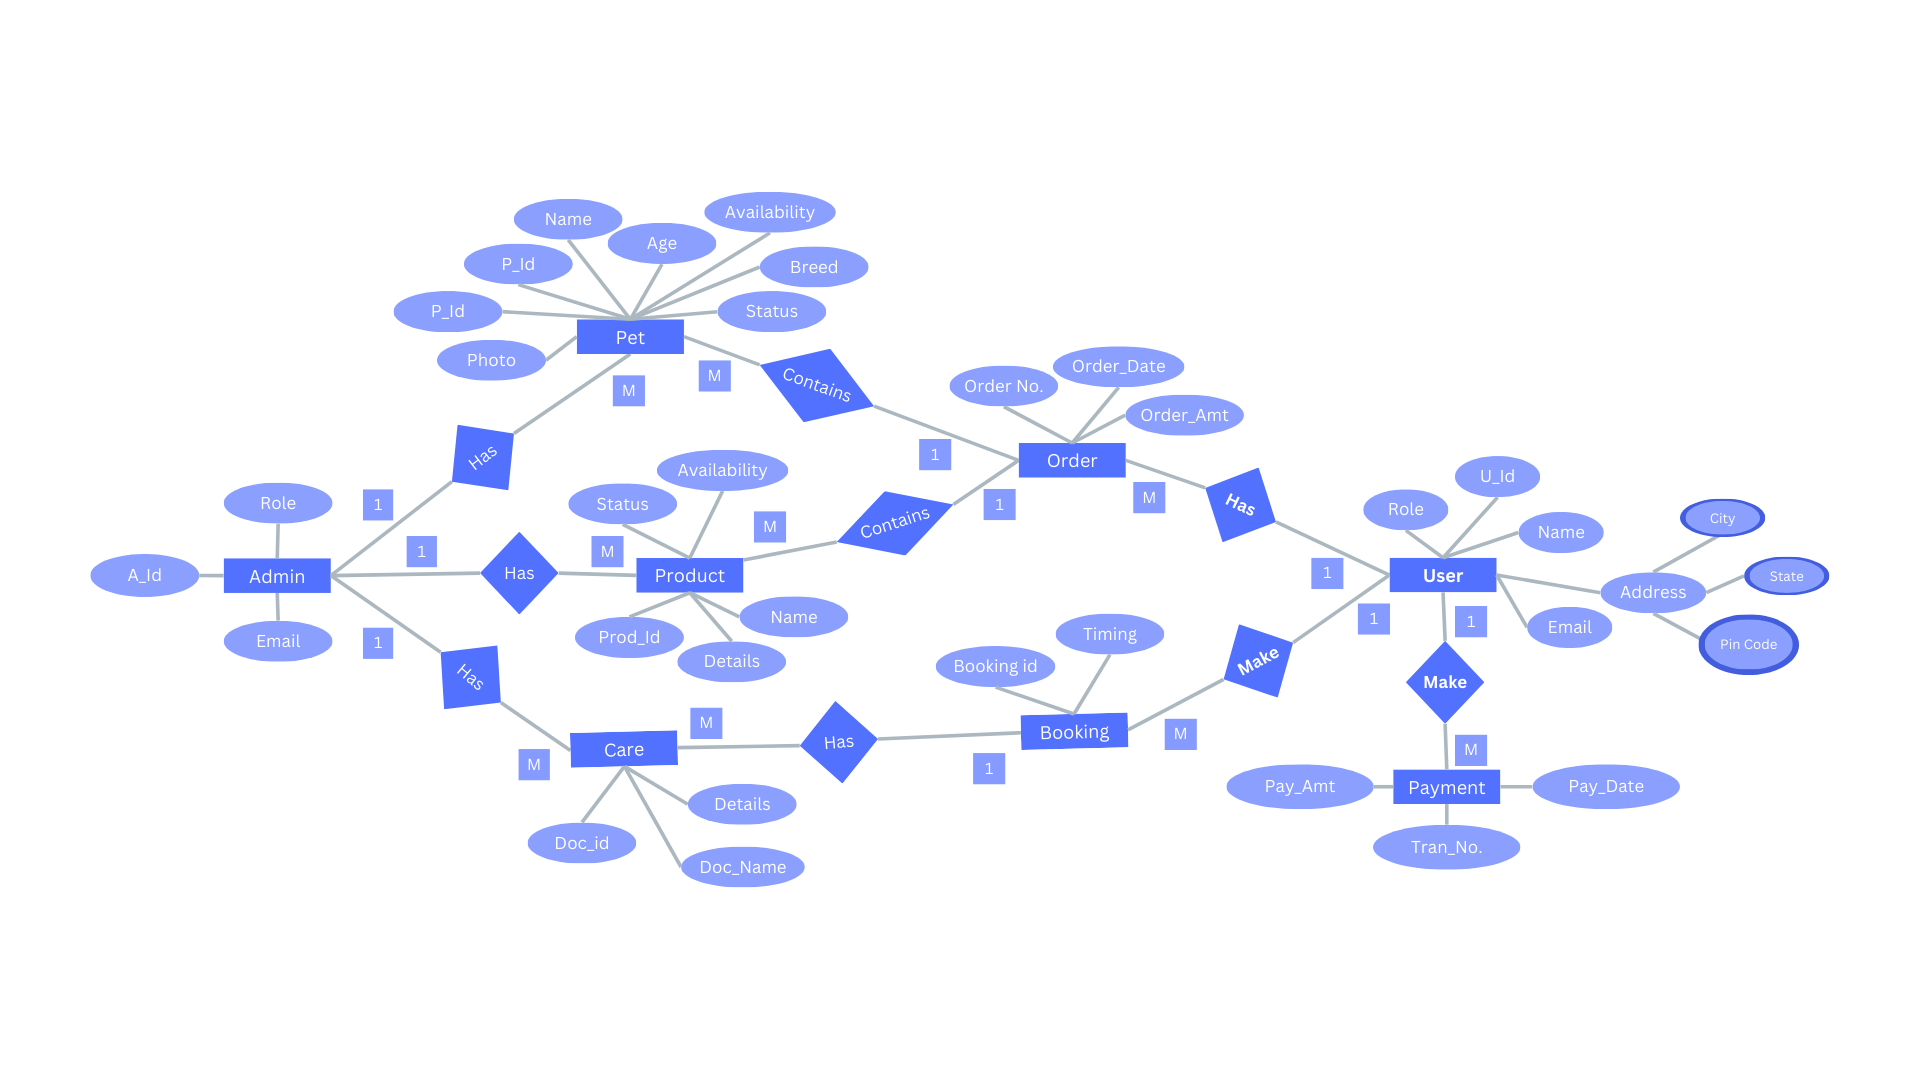 Availability
Name
Age
P_Id
Breed
P_Id
Status
Pet
Photo
M
M
Contains
Order_Date
Order No.
Order_Amt
Has
1
Order
Availability
U_Id
1
Status
1
M
Has
Role
Role
1
M
Contains
City
Name
1
M
Has
A_Id
Admin
Product
1
User
State
Address
Name
1
1
Email
Prod_Id
Timing
Email
Pin Code
1
Details
Make
Booking id
Has
Make
M
Has
Booking
M
Care
M
M
1
Pay_Amt
Payment
Pay_Date
Details
Doc_id
Tran_No.
Doc_Name